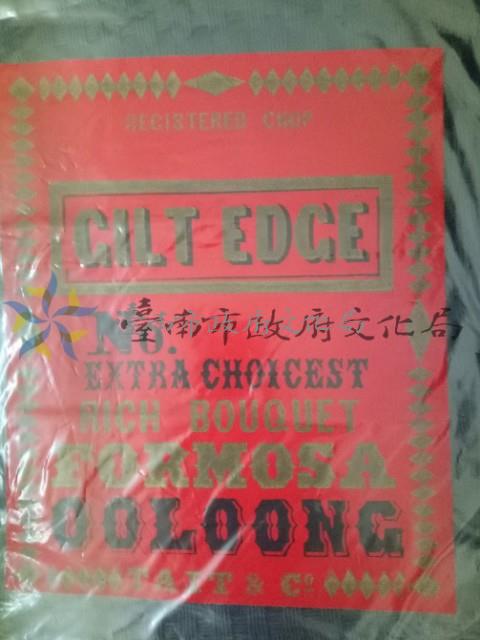 REGISTERED CHOP
GILT EDGE
No.
臺南市政府文化局
EXTRA CHOICEST
RICH BOUQUET
FORMOSA
OOLOONG
TAIT & Co